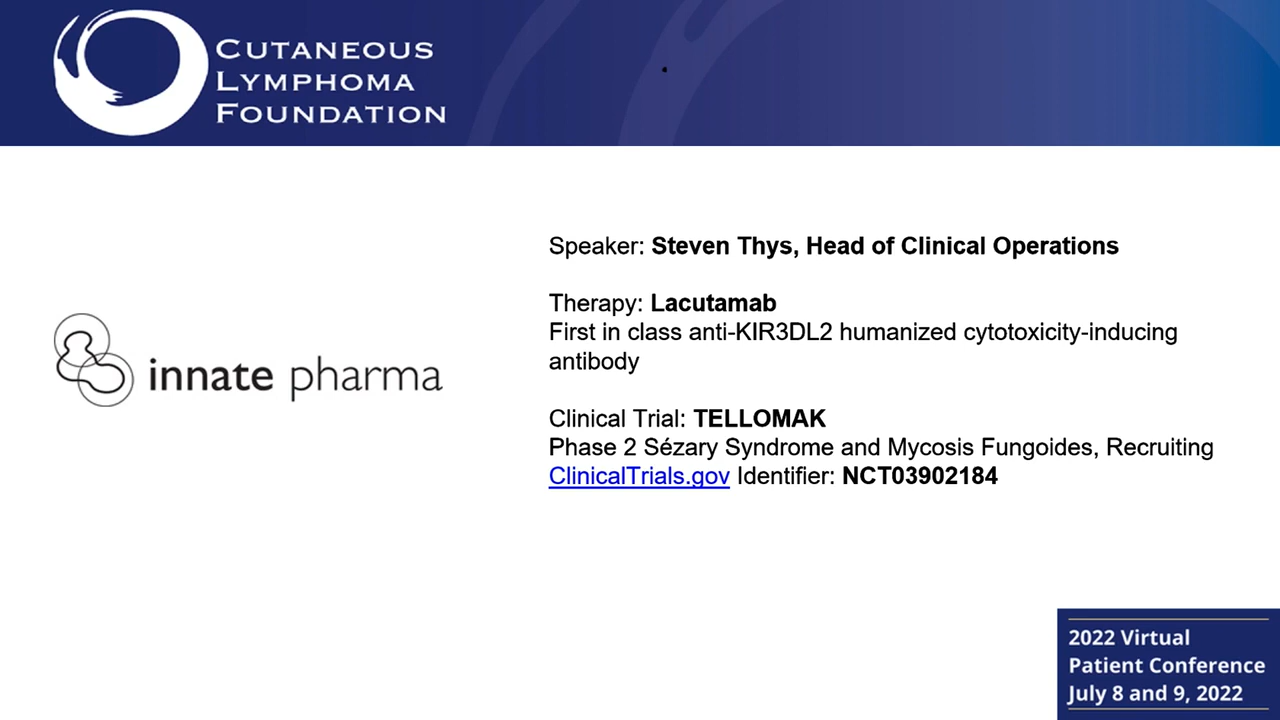 CUTANEOUS
LYMPHOMA
FOUNDATION
Speaker: Steven Thys, Head of Clinical Operations
Therapy: Lacutamab
First in class anti-KIR3DL2 humanized cytotoxicity-inducing
antibody
innate pharma
Clinical Trial: TELLOMAK
Phase 2 Sézary Syndrome and Mycosis Fungoides, Recruiting
ClinicalTrials.gov Identifier: NCT03902184
2022 Virtual
Patient Conference
July 8 and 9, 2022